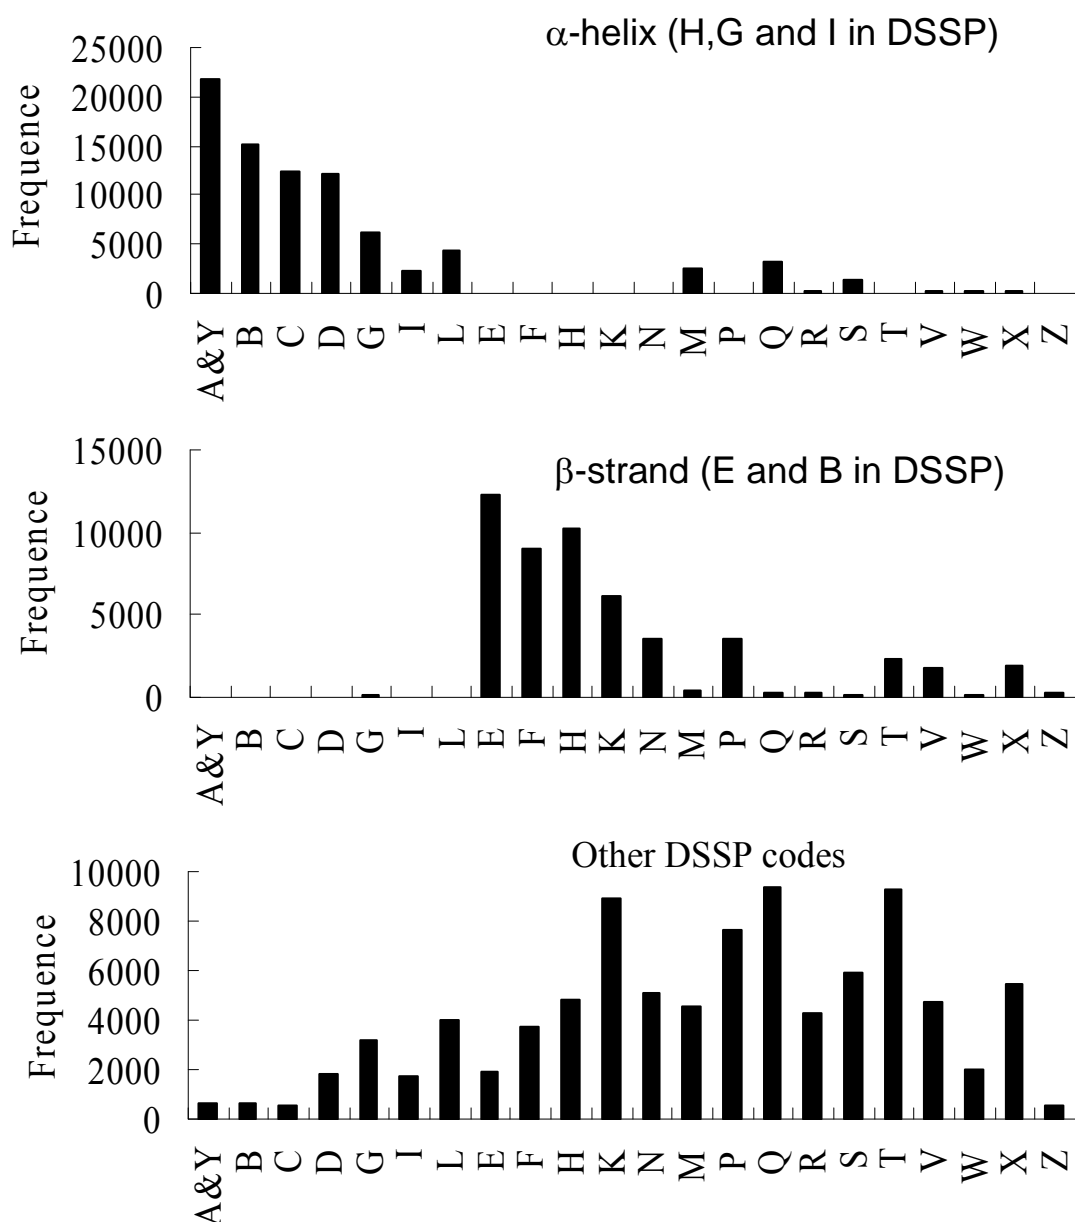 α-helix (H,G and I in DSSP)
25000
20000
15000
10000
5000
0
Frequence
A&Y B C D G I L E F H K N M P Q R S T V W X Z
β-strand (E and B in DSSP)
15000
10000
5000
0
Frequence
A&Y B C D G I L E F H K N M P Q R S T V W X Z
Other DSSP codes
10000
8000
6000
4000
2000
0
Frequence
A&Y B C D G I L E F H K N M P Q R S T V W X Z